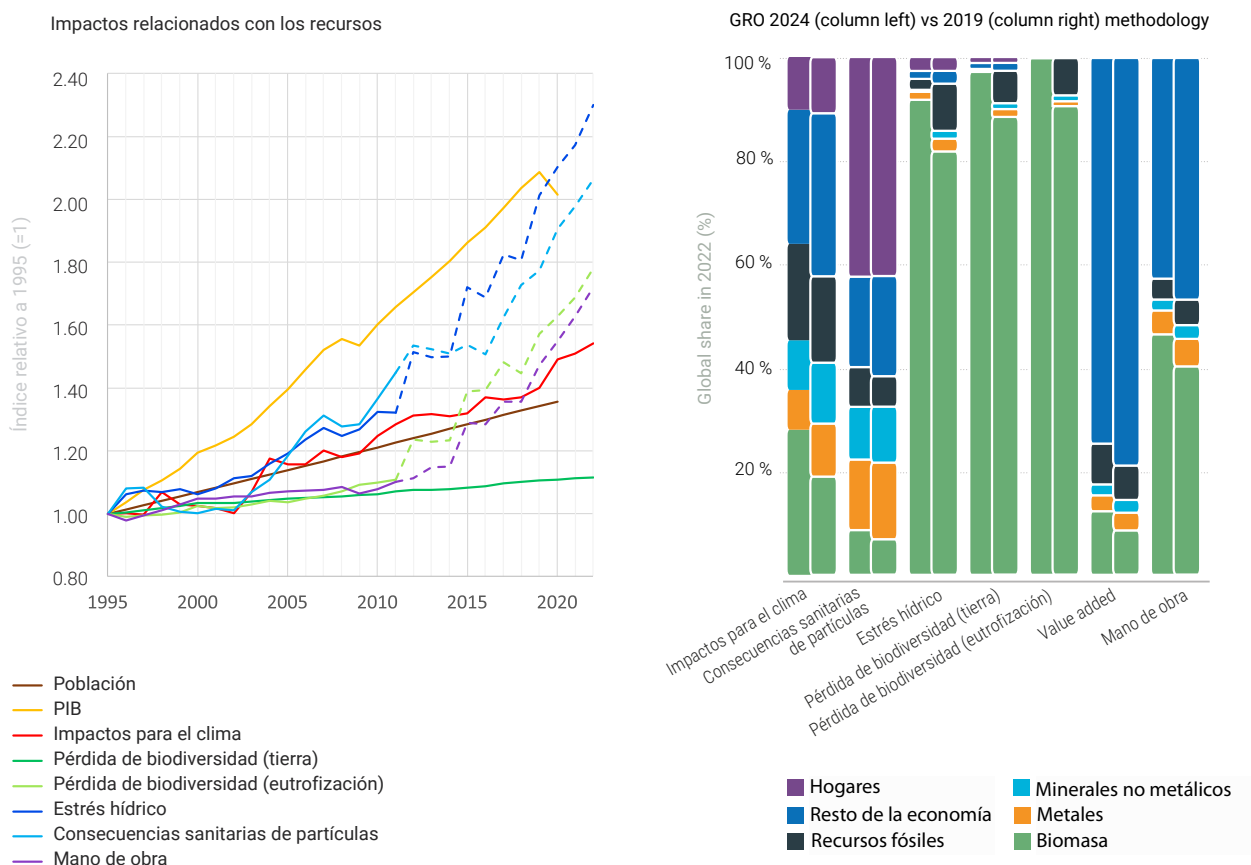 Impactos relacionados con los recursos
Índice relativo a 1995 (=1)
2.40
2.20
2.00
1.80
1.60
1.40
1.20
1.00
0.80
1995
2000
2005
2010
2015
2020
Población
PIB
Impactos para el clima
Pérdida de biodiversidad (tierra)
Pérdida de biodiversidad (eutrofización)
Estrés hídrico
Consecuencias sanitarias de partículas
Mano de obra
GRO 2024 (column left) vs 2019 (column right) methodology
Global share in 2022 (%)
100 %
80 %
60 %
40 %
20 %
Impactos para el clima
Consecuencias sanitarias
de partículas
Estrés hídrico
Pérdida de biodiversidad (tierra)
Pérdida de biodiversidad (eutrofización)
Value added
Mano de obra
Hogares
Resto de la economía
Recursos fósiles
Minerales no metálicos
Metales
Biomasa